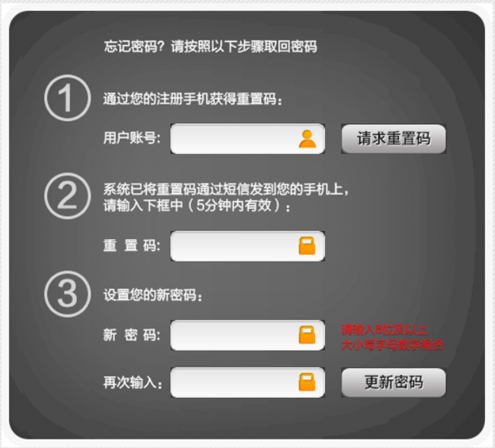 忘记密码？请按照以下步骤取回密码
1
通过您的注册手机获得重置码：
用户账号:
请求重置码
2
系统已将重置码通过短信发到您的手机上，
请输入下框中（5分钟内有效）：
重 置 码:
3
设置您的新密码：
新 密 码:
请输入8位及以上
大小写字母数字组合
再次输入：
更新密码